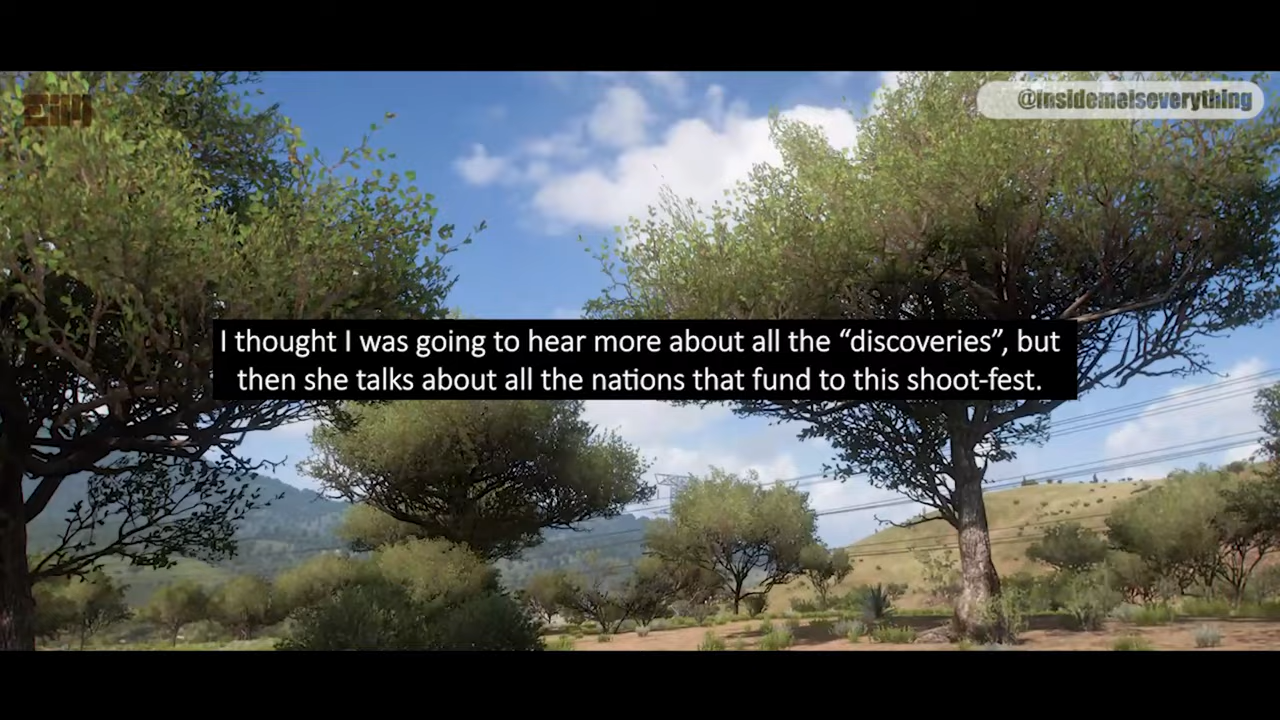 @insidemeiseverything
I thought I was going to hear more about all the “discoveries”, but
then she talks about all the nations that fund to this shoot-fest.